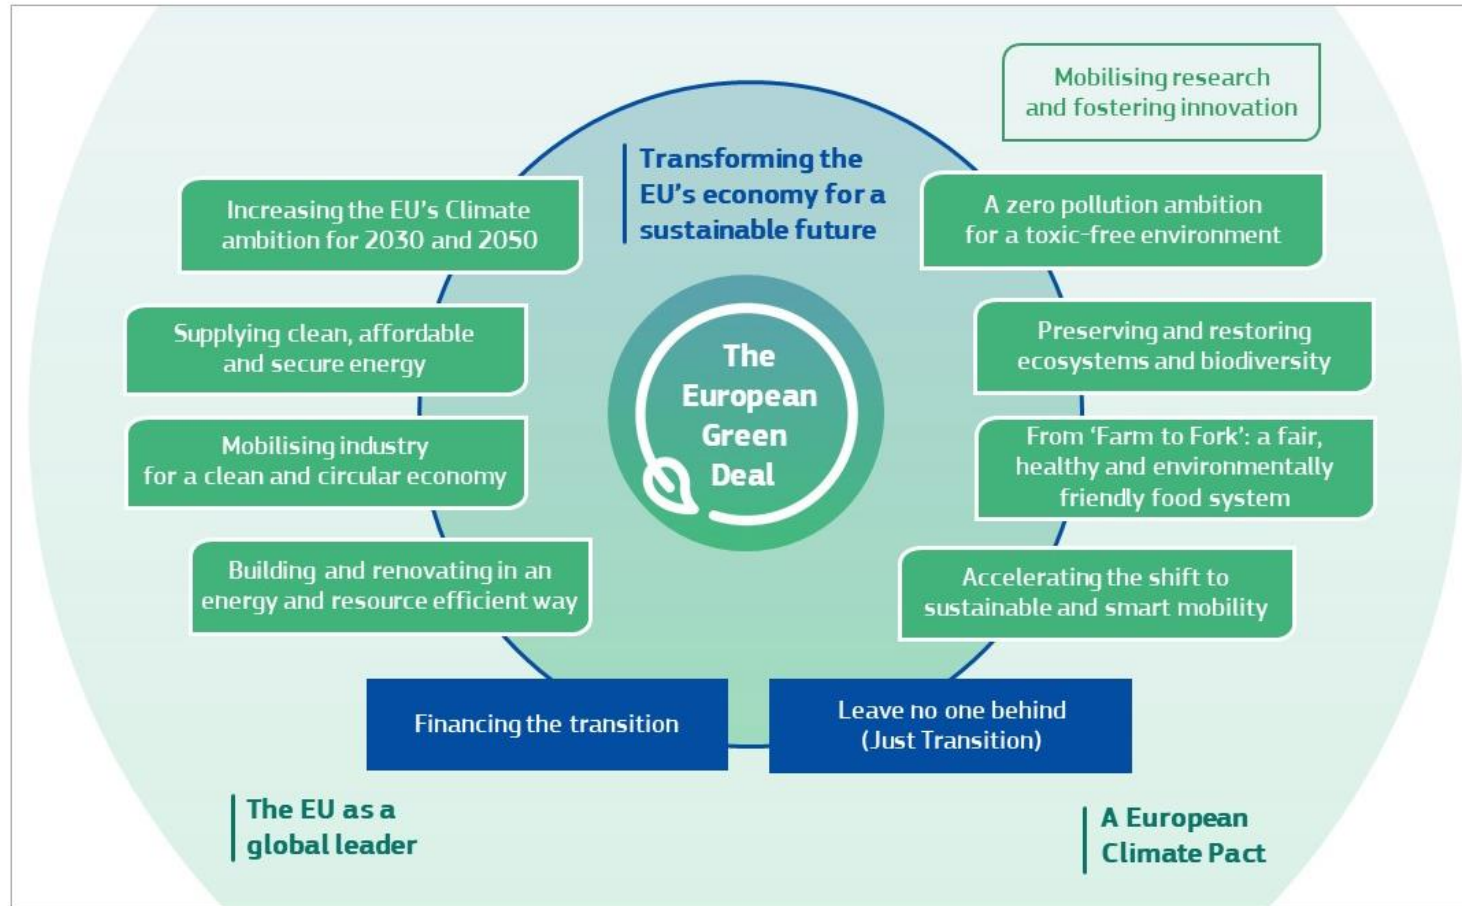 Mobilising research
and fostering innovation
Transforming the
EU's economy for a
sustainable future
Increasing the EU's Climate
ambition for 2030 and 2050
A zero pollution ambition
for a toxic-free environment
Supplying clean, affordable
and secure energy
Preserving and restoring
ecosystems and biodiversity
The
European
Green
Deal
Mobilising industry
for a clean and circular economy
From ‘Farm to Fork’: a fair,
healthy and environmentally
friendly food system
Building and renovating in an
energy and resource efficient way
Accelerating the shift to
sustainable and smart mobility
Financing the transition
Leave no one behind
(Just Transition)
The EU as a
global leader
A European
Climate Pact